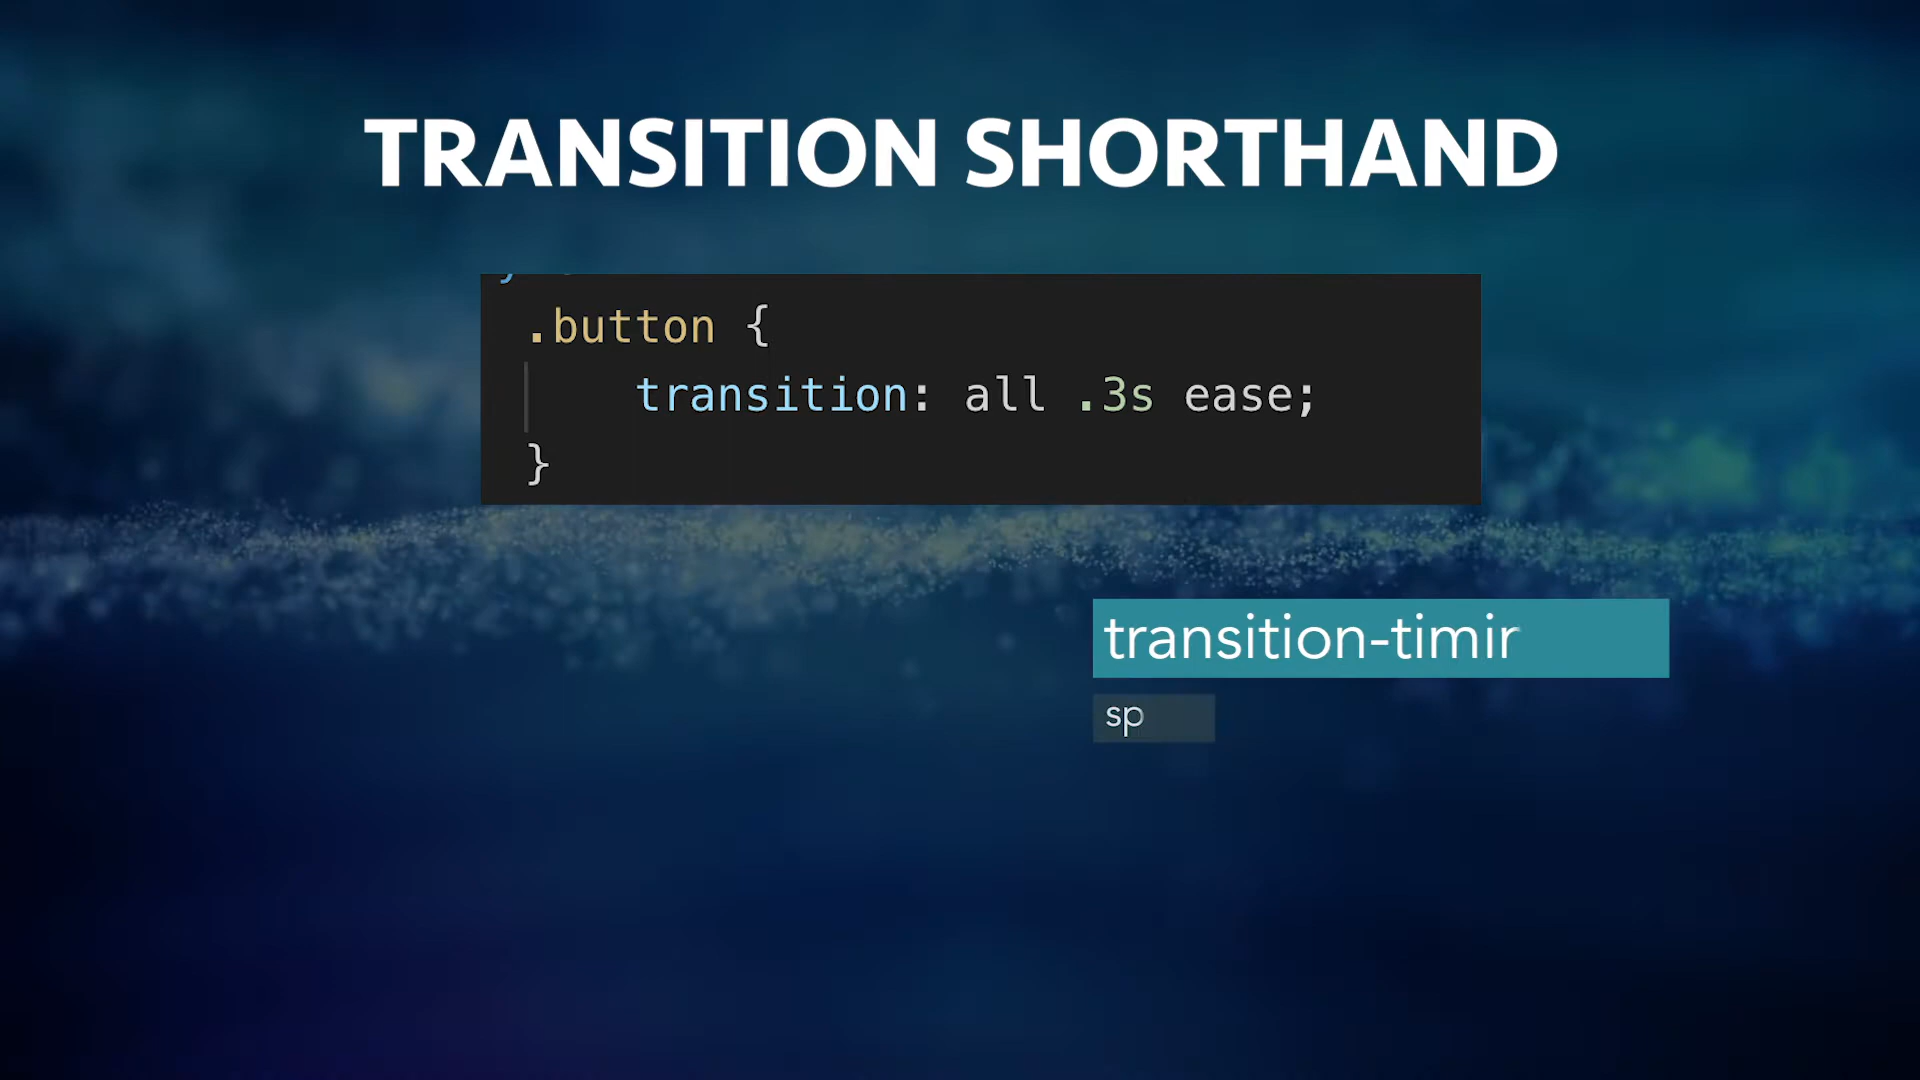 TRANSITION SHORTHAND
.button {
transition: all .3s ease;
}
transition-timir
sp